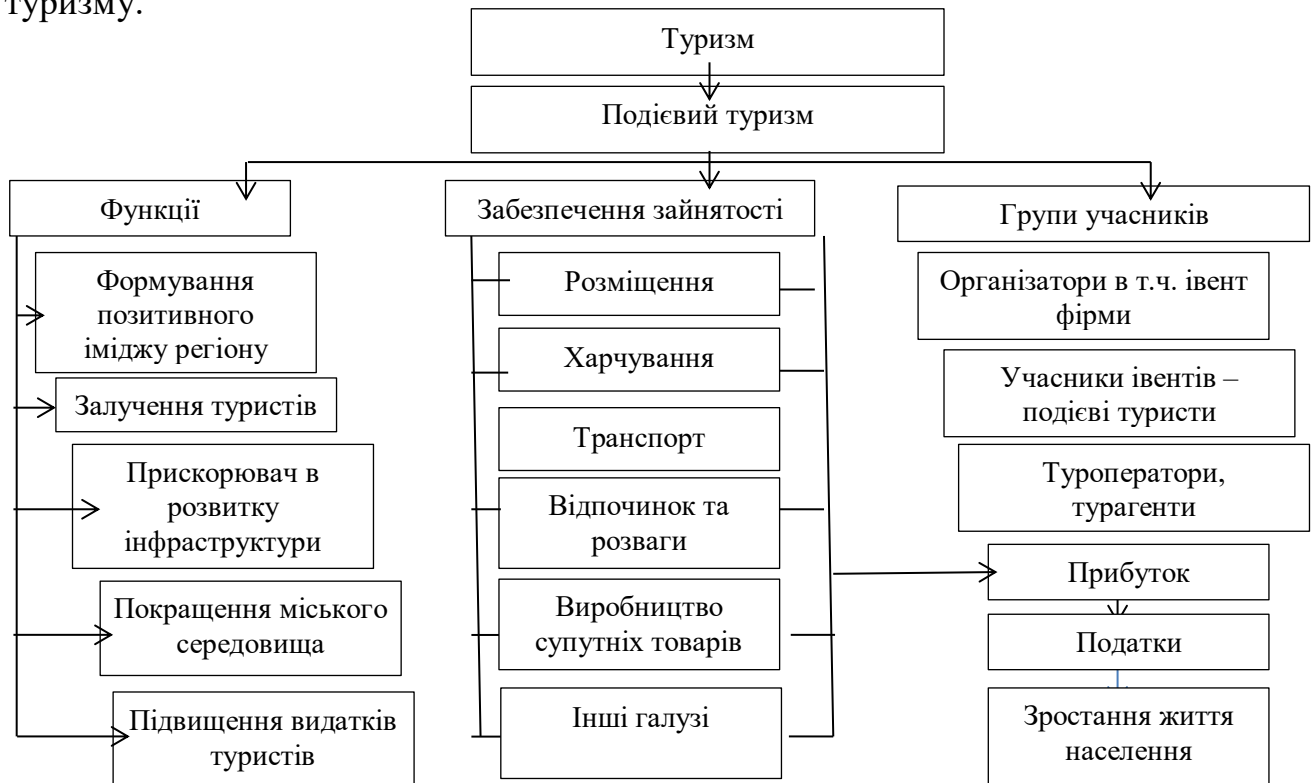 туризму.
Туризм
Подієвий туризм
Функції
Формування
позитивного
іміджу регіону
Залучення туристів
Прискорювач в
розвитку
інфраструктури
Покращення міського
середовища
Підвищення видатків
туристів
Забезпечення зайнятості
Розміщення
Харчування
Транспорт
Відпочинок та
розваги
Виробництво
супутніх товарів
Інші галузі
Групи учасників
Організатори в т.ч. івент
фірми
Учасники івентів –
подієві туристи
Туроператори,
турагенти
Прибуток
Податки
Зростання життя
населення